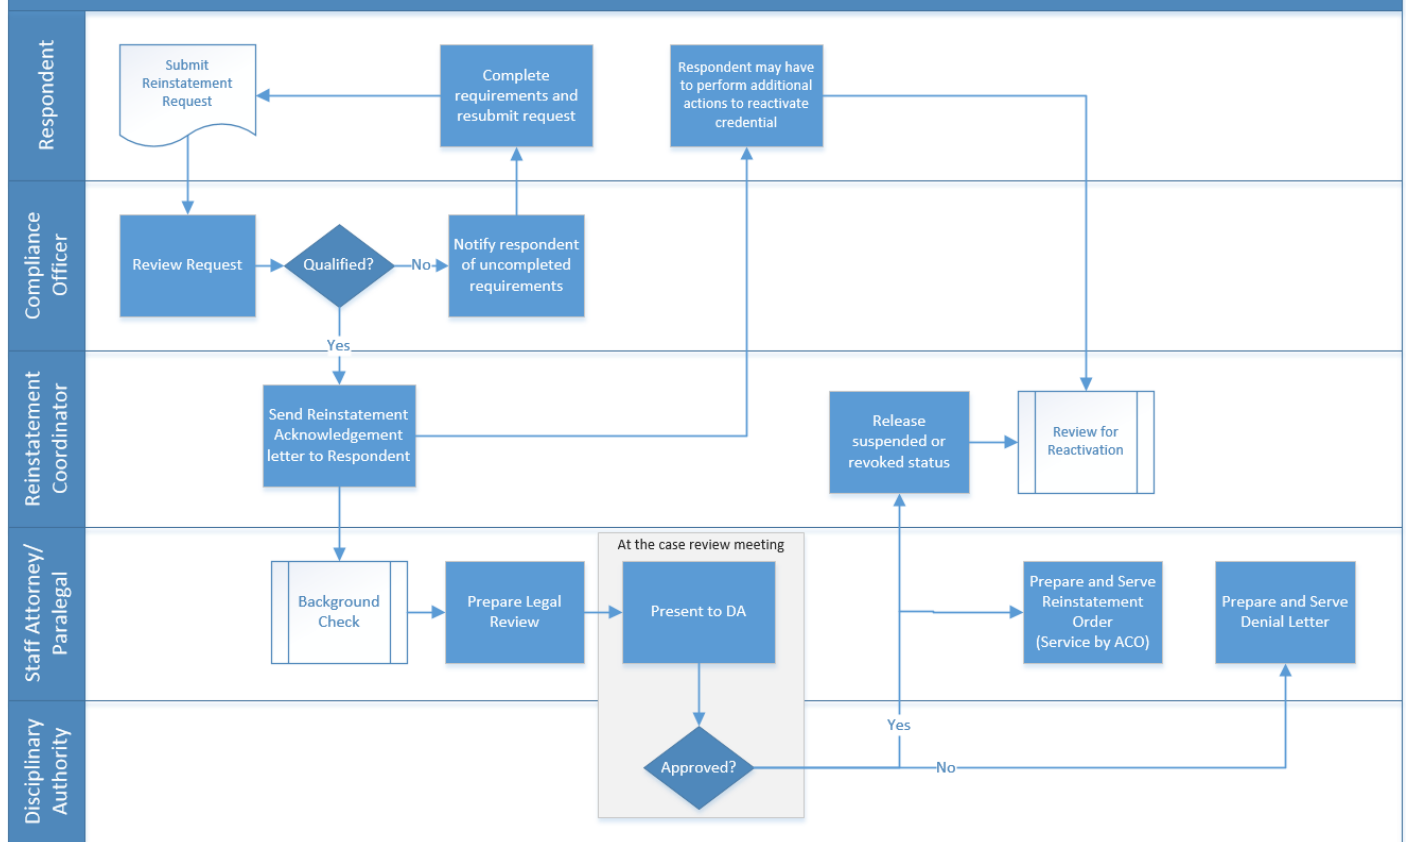 Respondent
Submit
Reinstatement
Request
Complete
requirements and
resubmit request
Respondent may have
to perform additional
actions to reactivate
credential
Compliance
Officer
Review Request
Qualified?
No
Notify respondent
of uncompleted
requirements
Yes
Reinstatement
Coordinator
Send Reinstatement
Acknowledgement
letter to Respondent
Release
suspended or
revoked status
Review for
Reactivation
Staff Attorney/
Paralegal
Background
Check
Prepare Legal
Review
At the case review meeting
Present to DA
Prepare and Serve
Reinstatement
Order
(Service by ACO)
Prepare and Serve
Denial Letter
Disciplinary
Authority
Approved?
Yes
No